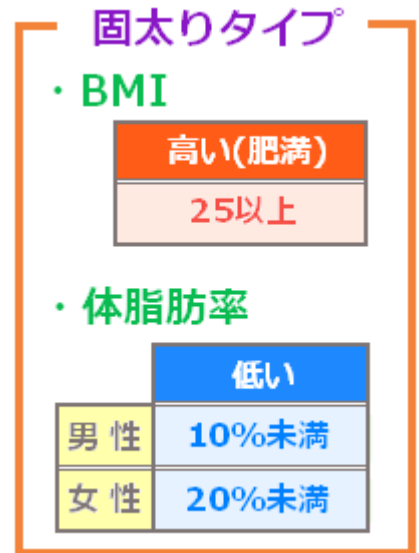 固太りタイプ
・BMI
高い(肥満)
25以上
・体脂肪率
低い
男性 10%未満
女性 20%未満